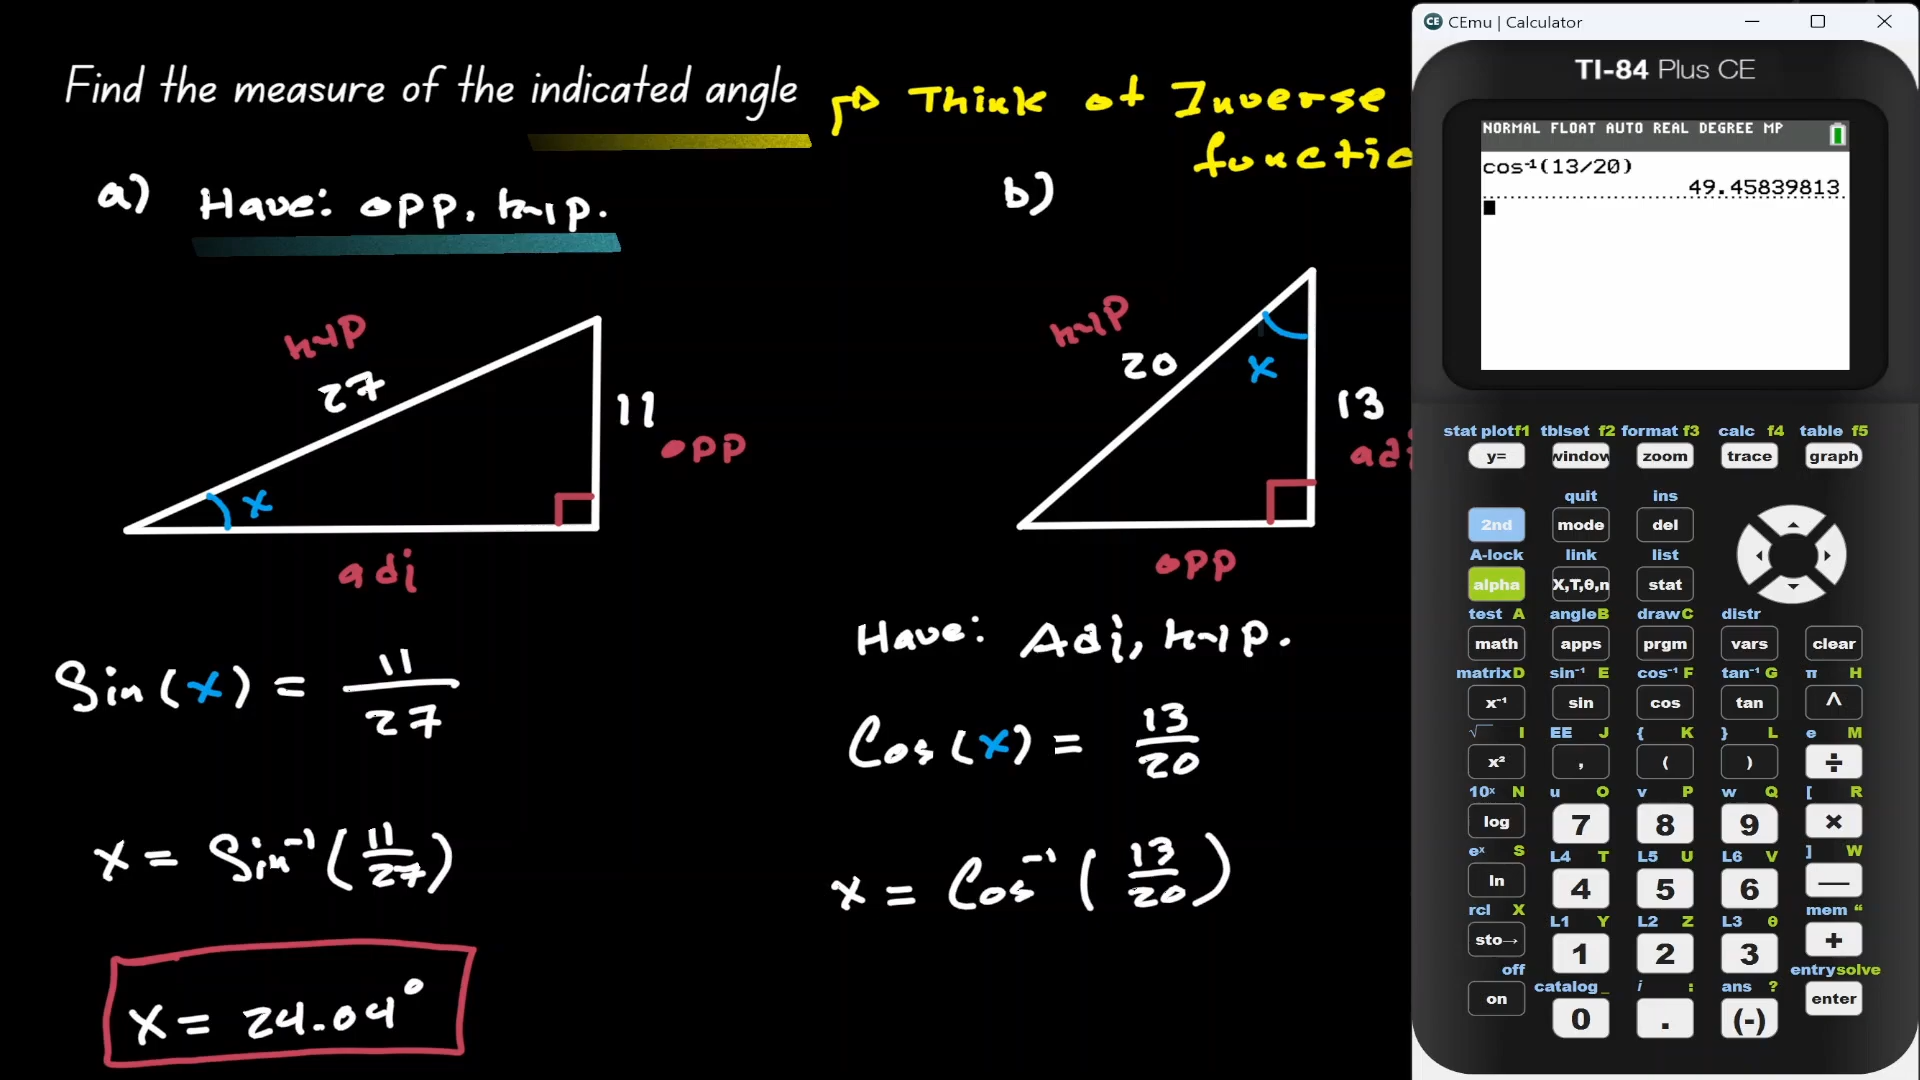 Find the measure of the indicated angle
Think of Inverse
functio
a)
Have: opp, hyp.
hyp
27
11
opp
x
adj
Sin(x) = 11/27
x = Sin⁻¹(11/27)
x = 24.04°
b)
hyp
20
x
13
adj
opp
Have: Adj, hyp.
Cos(x) = 13/20
x = Cos⁻¹(13/20)
CE CEmu | Calculator
TI-84 Plus CE
NORMAL FLOAT AUTO REAL DEGREE MP
cos⁻¹(13/20)
49.45839813
stat plot f1 tblset f2 format f3 calc f4 table f5
y= window zoom trace graph
quit ins
2nd mode del
A-lock link list
alpha X,T,θ,n stat
test A angle B draw C distr
math apps prgm vars clear
matrix D sin⁻¹ E cos⁻¹ F tan⁻¹ G π H
x⁻¹ sin cos tan ^
√ I EE J { K } L e M
x² , ( ) ÷
10ˣ N u O v P w Q [ R
log 7 8 9 ×
eˣ S L4 T L5 U L6 V ] W
ln 4 5 6 —
rcl X L1 Y L2 Z L3 θ mem “
sto→ 1 2 3 +
off catalog _ i : ans ? entry solve
on 0 . (-) enter